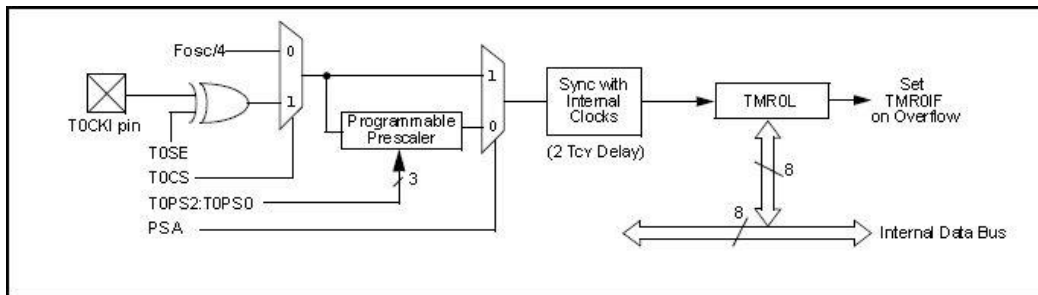 Fosc/4
0
1
T0CKI pin
T0SE
T0CS
T0PS2:T0PS0
PSA
Programmable
Prescaler
3
1
0
Sync with
Internal
Clocks
(2 TCY Delay)
TMR0L
Set
TMR0IF
on Overflow
8
8
Internal Data Bus